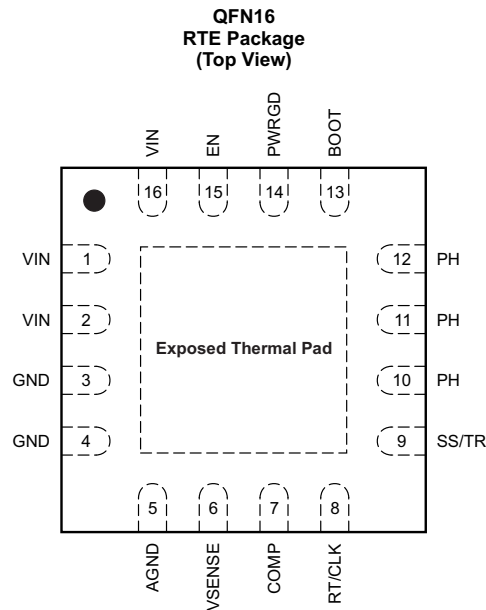 QFN16
RTE Package
(Top View)
VIN
EN
PWRGD
BOOT
16
15
14
13
VIN 1
12 PH
VIN 2
11 PH
Exposed Thermal Pad
GND 3
10 PH
GND 4
9 SS/TR
5
6
7
8
AGND
VSENSE
COMP
RT/CLK